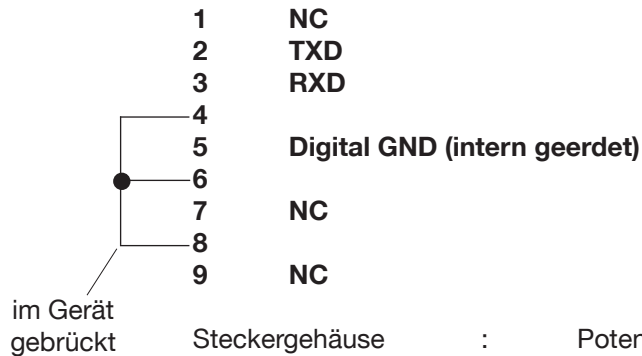 1 NC
2 TXD
3 RXD
4
5 Digital GND (intern geerdet)
6
7 NC
8
9 NC
im Gerät
gebrückt
Steckergehäuse :